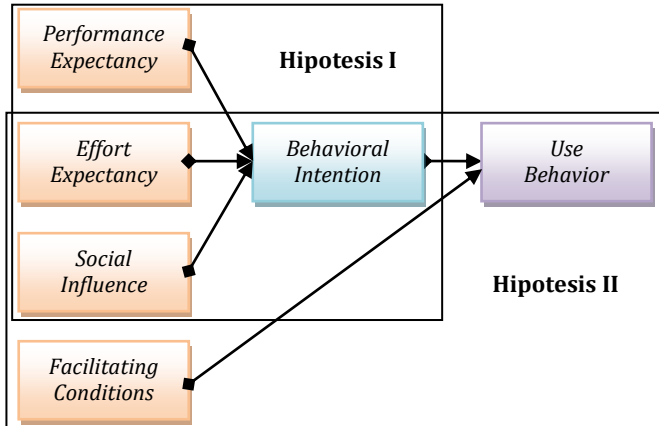 Performance
Expectancy
Hipotesis I
Effort
Expectancy
Behavioral
Intention
Use
Behavior
Social
Influence
Hipotesis II
Facilitating
Conditions